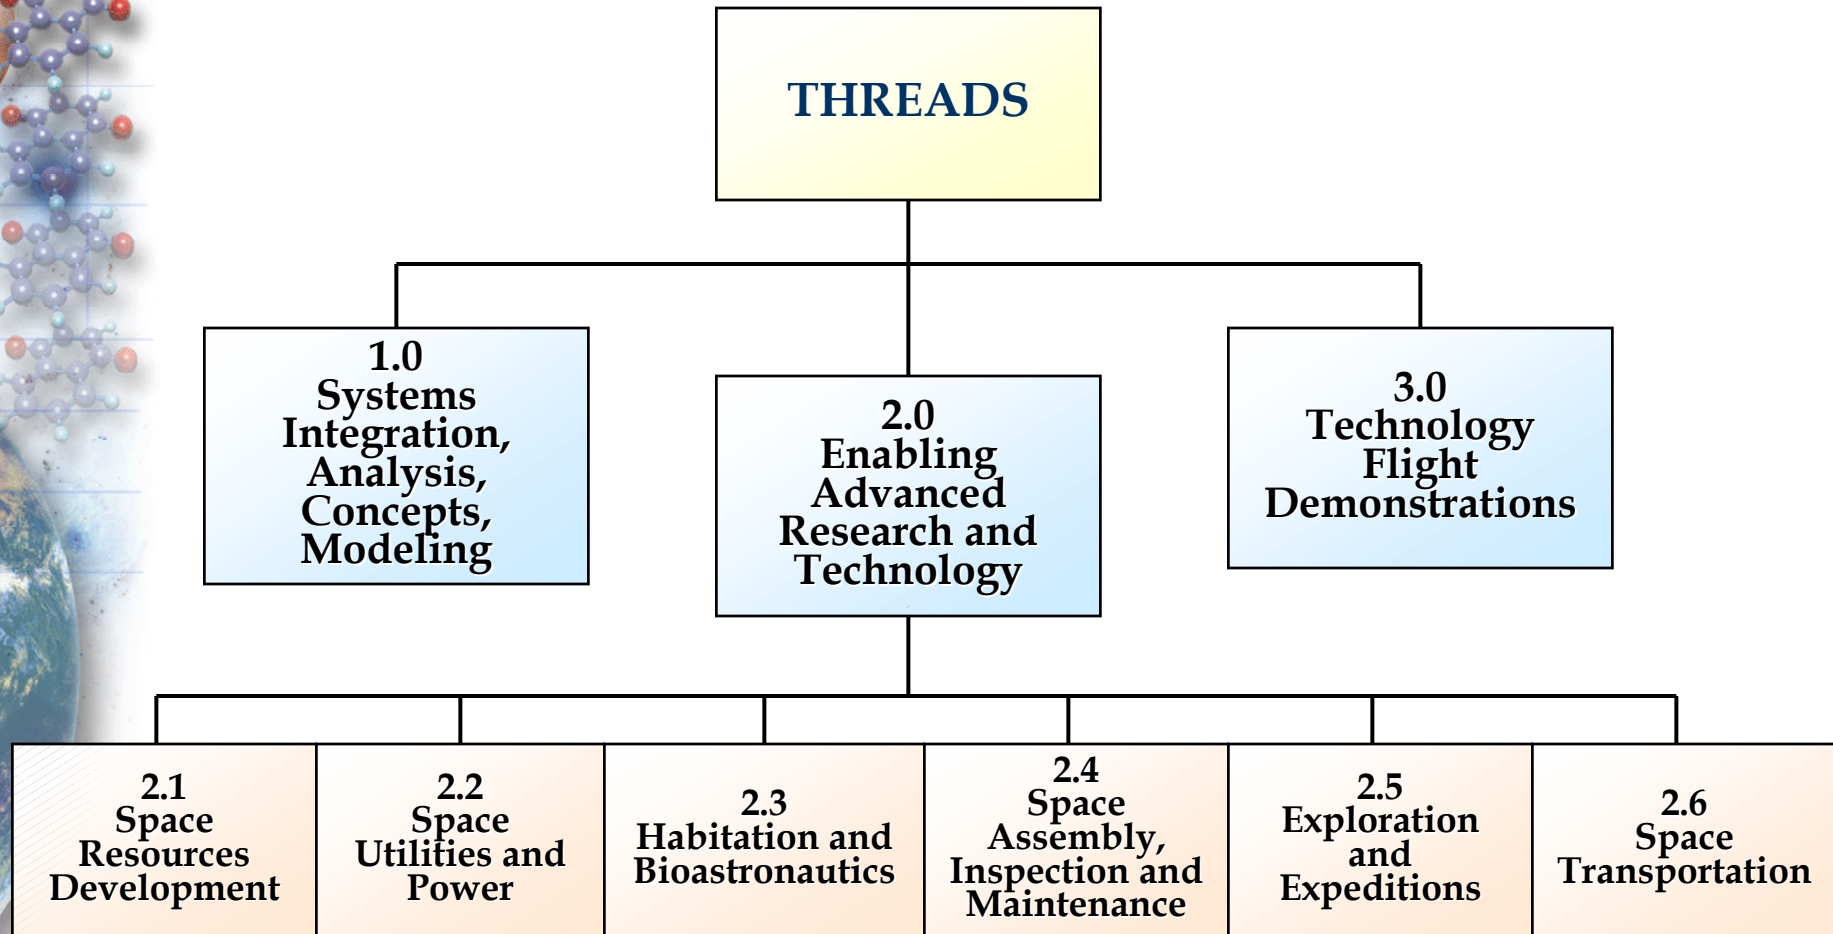 THREADS
1.0
Systems
Integration,
Analysis,
Concepts,
Modeling
2.0
Enabling
Advanced
Research and
Technology
3.0
Technology
Flight
Demonstrations
2.1
Space
Resources
Development
2.2
Space
Utilities and
Power
2.3
Habitation and
Bioastronautics
2.4
Space
Assembly,
Inspection and
Maintenance
2.5
Exploration
and
Expeditions
2.6
Space
Transportation